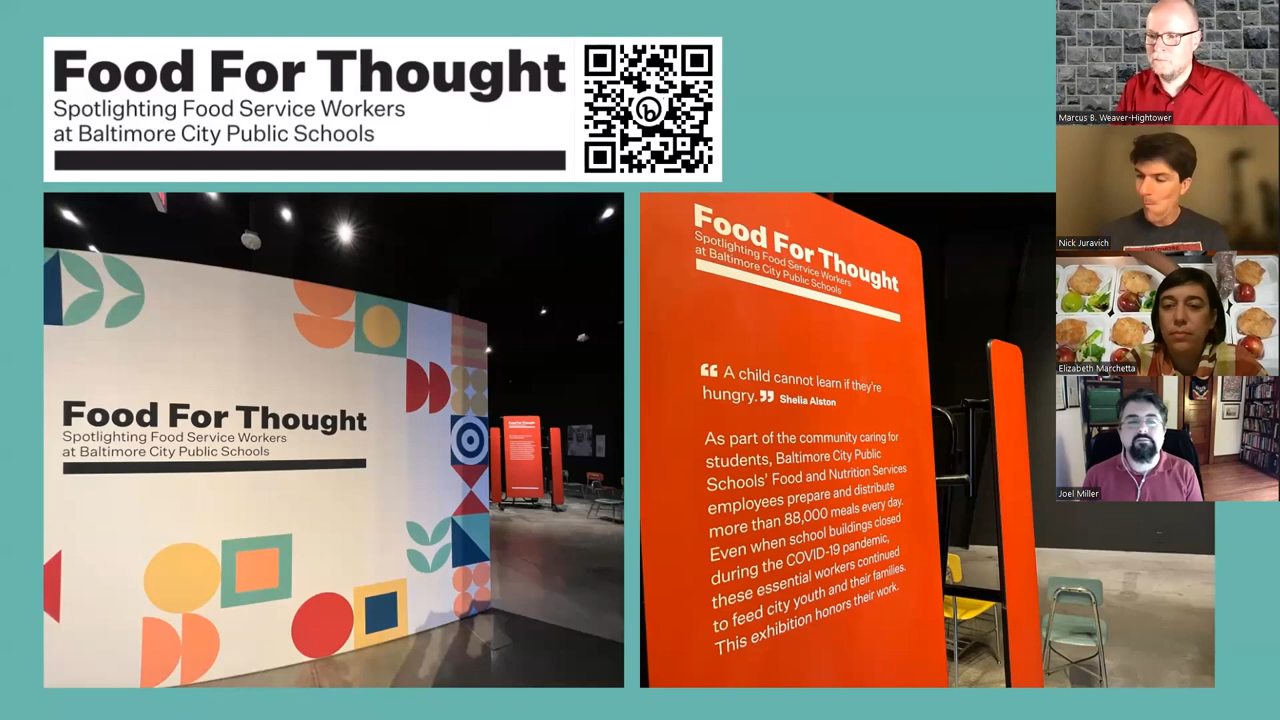 Food For Thought
Spotlighting Food Service Workers
at Baltimore City Public Schools
Food For Thought
Spotlighting Food Service Workers
at Baltimore City Public Schools
Food For Thought
Spotlighting Food Service Workers
at Baltimore City Public Schools
“ A child cannot learn if they're
hungry.” Shelia Alston
As part of the community caring for
students, Baltimore City Public
Schools' Food and Nutrition Services
employees prepare and distribute
more than 88,000 meals every day.
Even when school buildings closed
during the COVID-19 pandemic,
these essential workers continued
to feed city youth and their families.
This exhibition honors their work.
Marcus B. Weaver-Hightower
Nick Juravich
Elizabeth Marchetta
Joel Miller